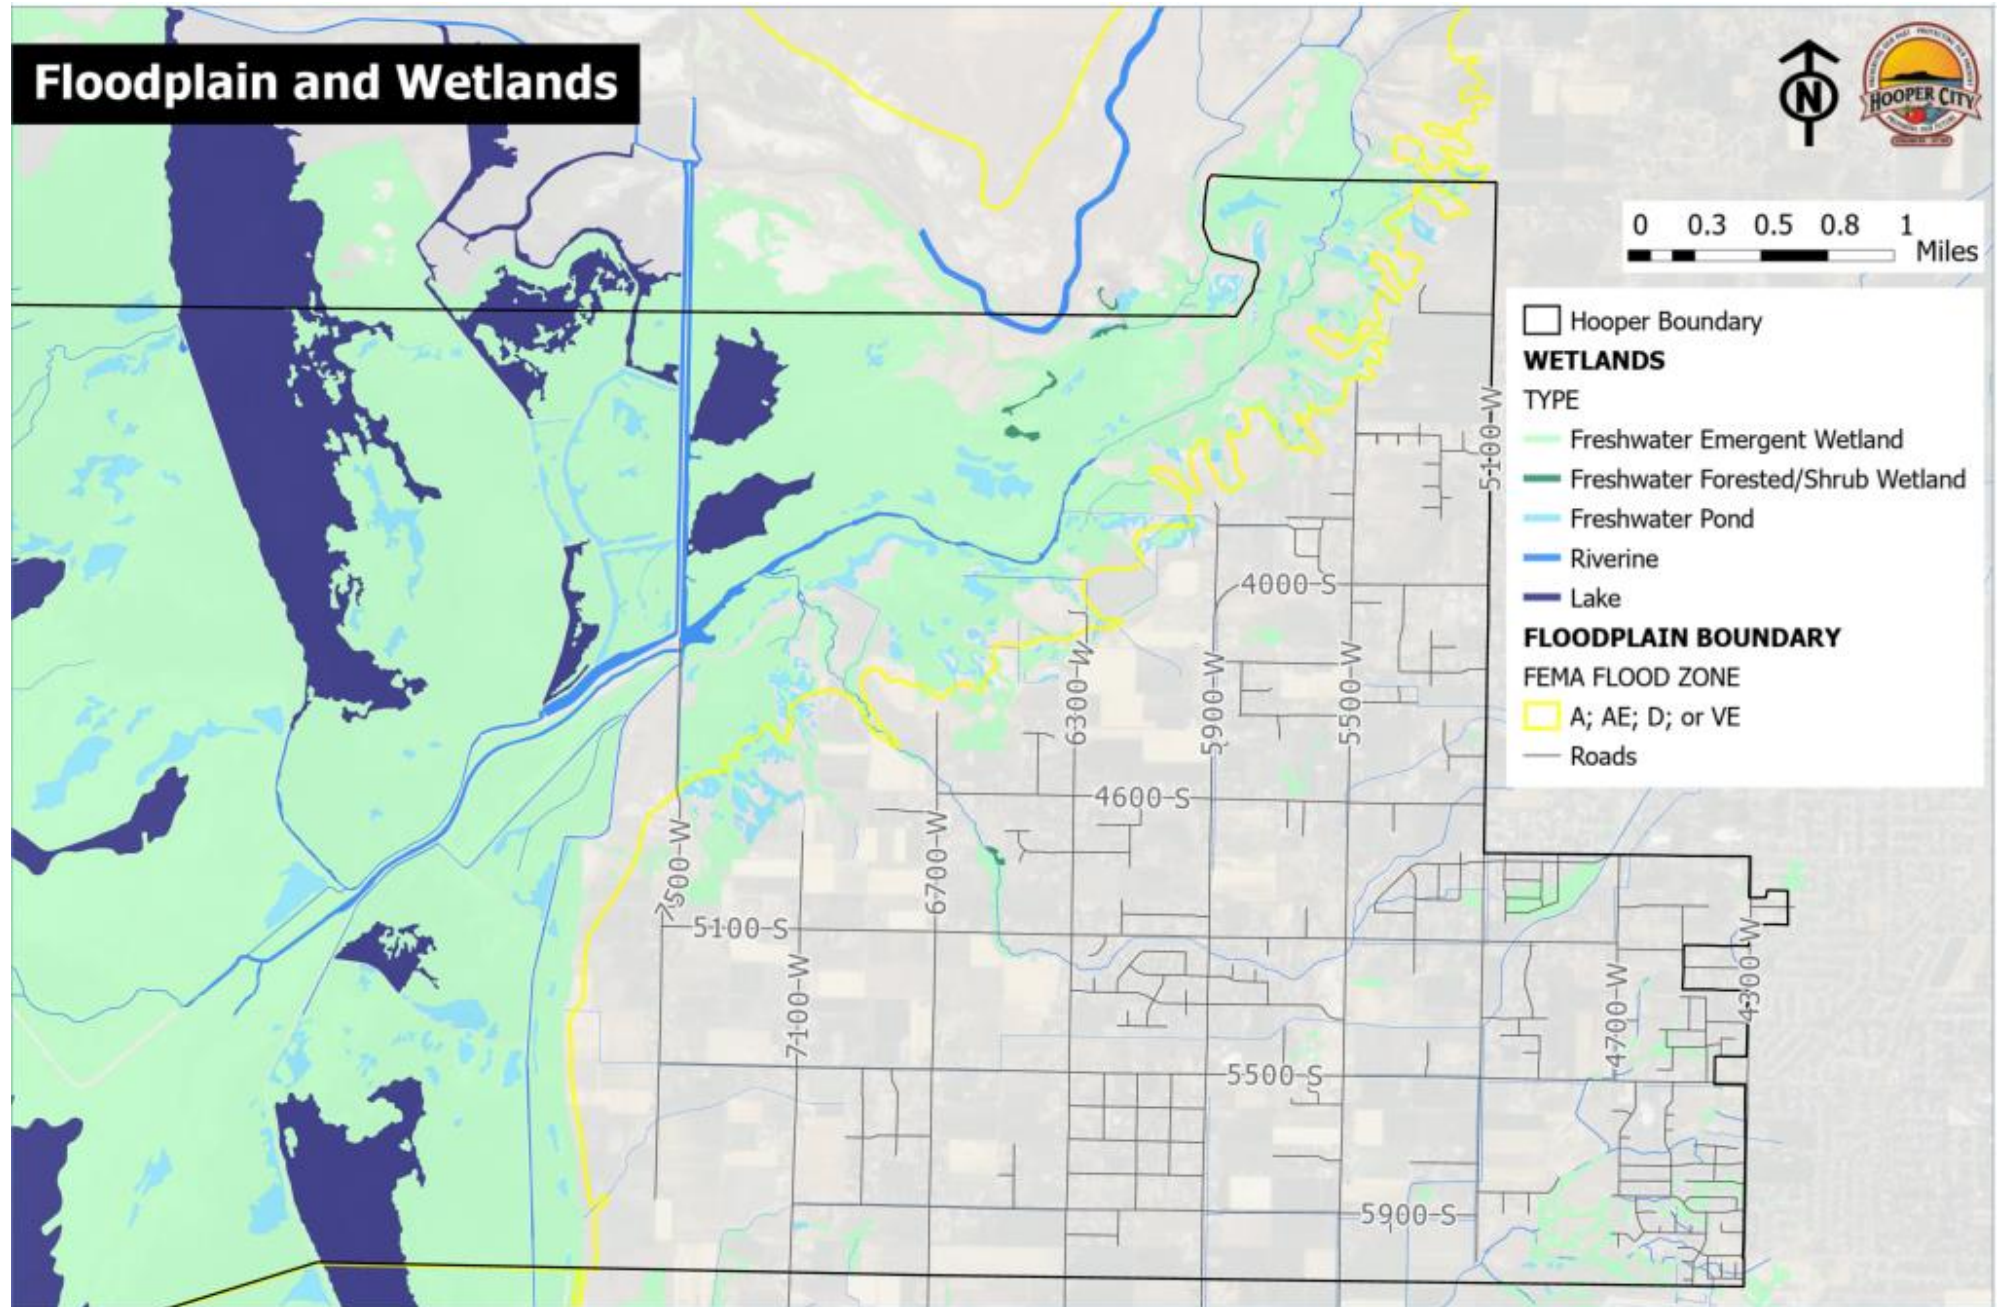 Floodplain and Wetlands
N
HOOPER CITY
0 0.3 0.5 0.8 1
Miles
Hooper Boundary
WETLANDS
TYPE
Freshwater Emergent Wetland
Freshwater Forested/Shrub Wetland
Freshwater Pond
Riverine
Lake
FLOODPLAIN BOUNDARY
FEMA FLOOD ZONE
A; AE; D; or VE
Roads
5100-W
4000-S
6300-W
5900-W
5500-W
4600-S
7500-W
6700-W
5100-S
7100-W
4700-W
4300-W
5500-S
5900-S